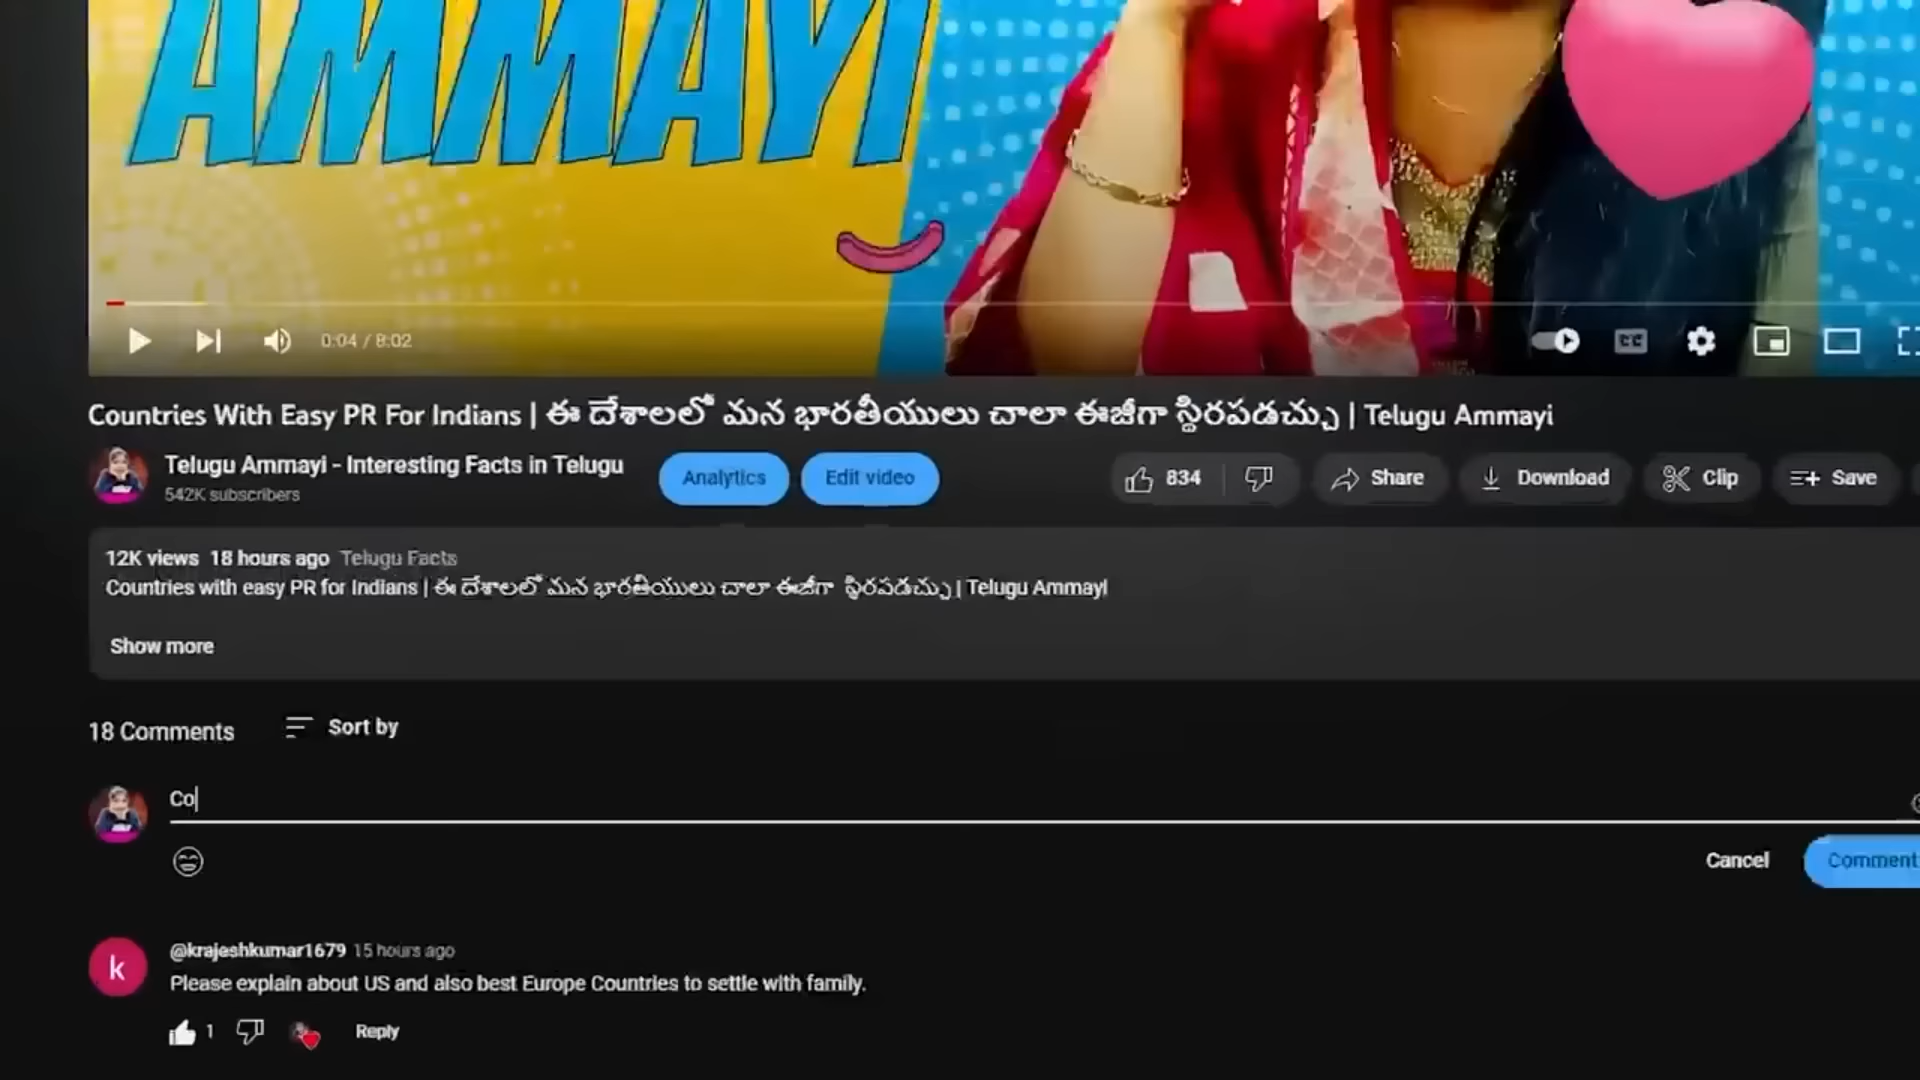 AMMAYI
0:04 / 8:02
CC
Countries With Easy PR For Indians | ఈ దేశాలలో మన భారతీయులు చాలా ఈజీగా స్థిరపడచ్చు | Telugu Ammayi
Telugu Ammayi - Interesting Facts in Telugu
542K subscribers
Analytics
Edit video
834
Share
Download
Clip
Save
12K views 18 hours ago Telugu Facts
Countries with easy PR for Indians | ఈ దేశాలలో మన భారతీయులు చాలా ఈజీగా స్థిరపడచ్చు | Telugu Ammayi
Show more
18 Comments
Sort by
Co
Cancel
Comment
k
@krajeshkumar1679 15 hours ago
Please explain about US and also best Europe Countries to settle with family.
1
Reply